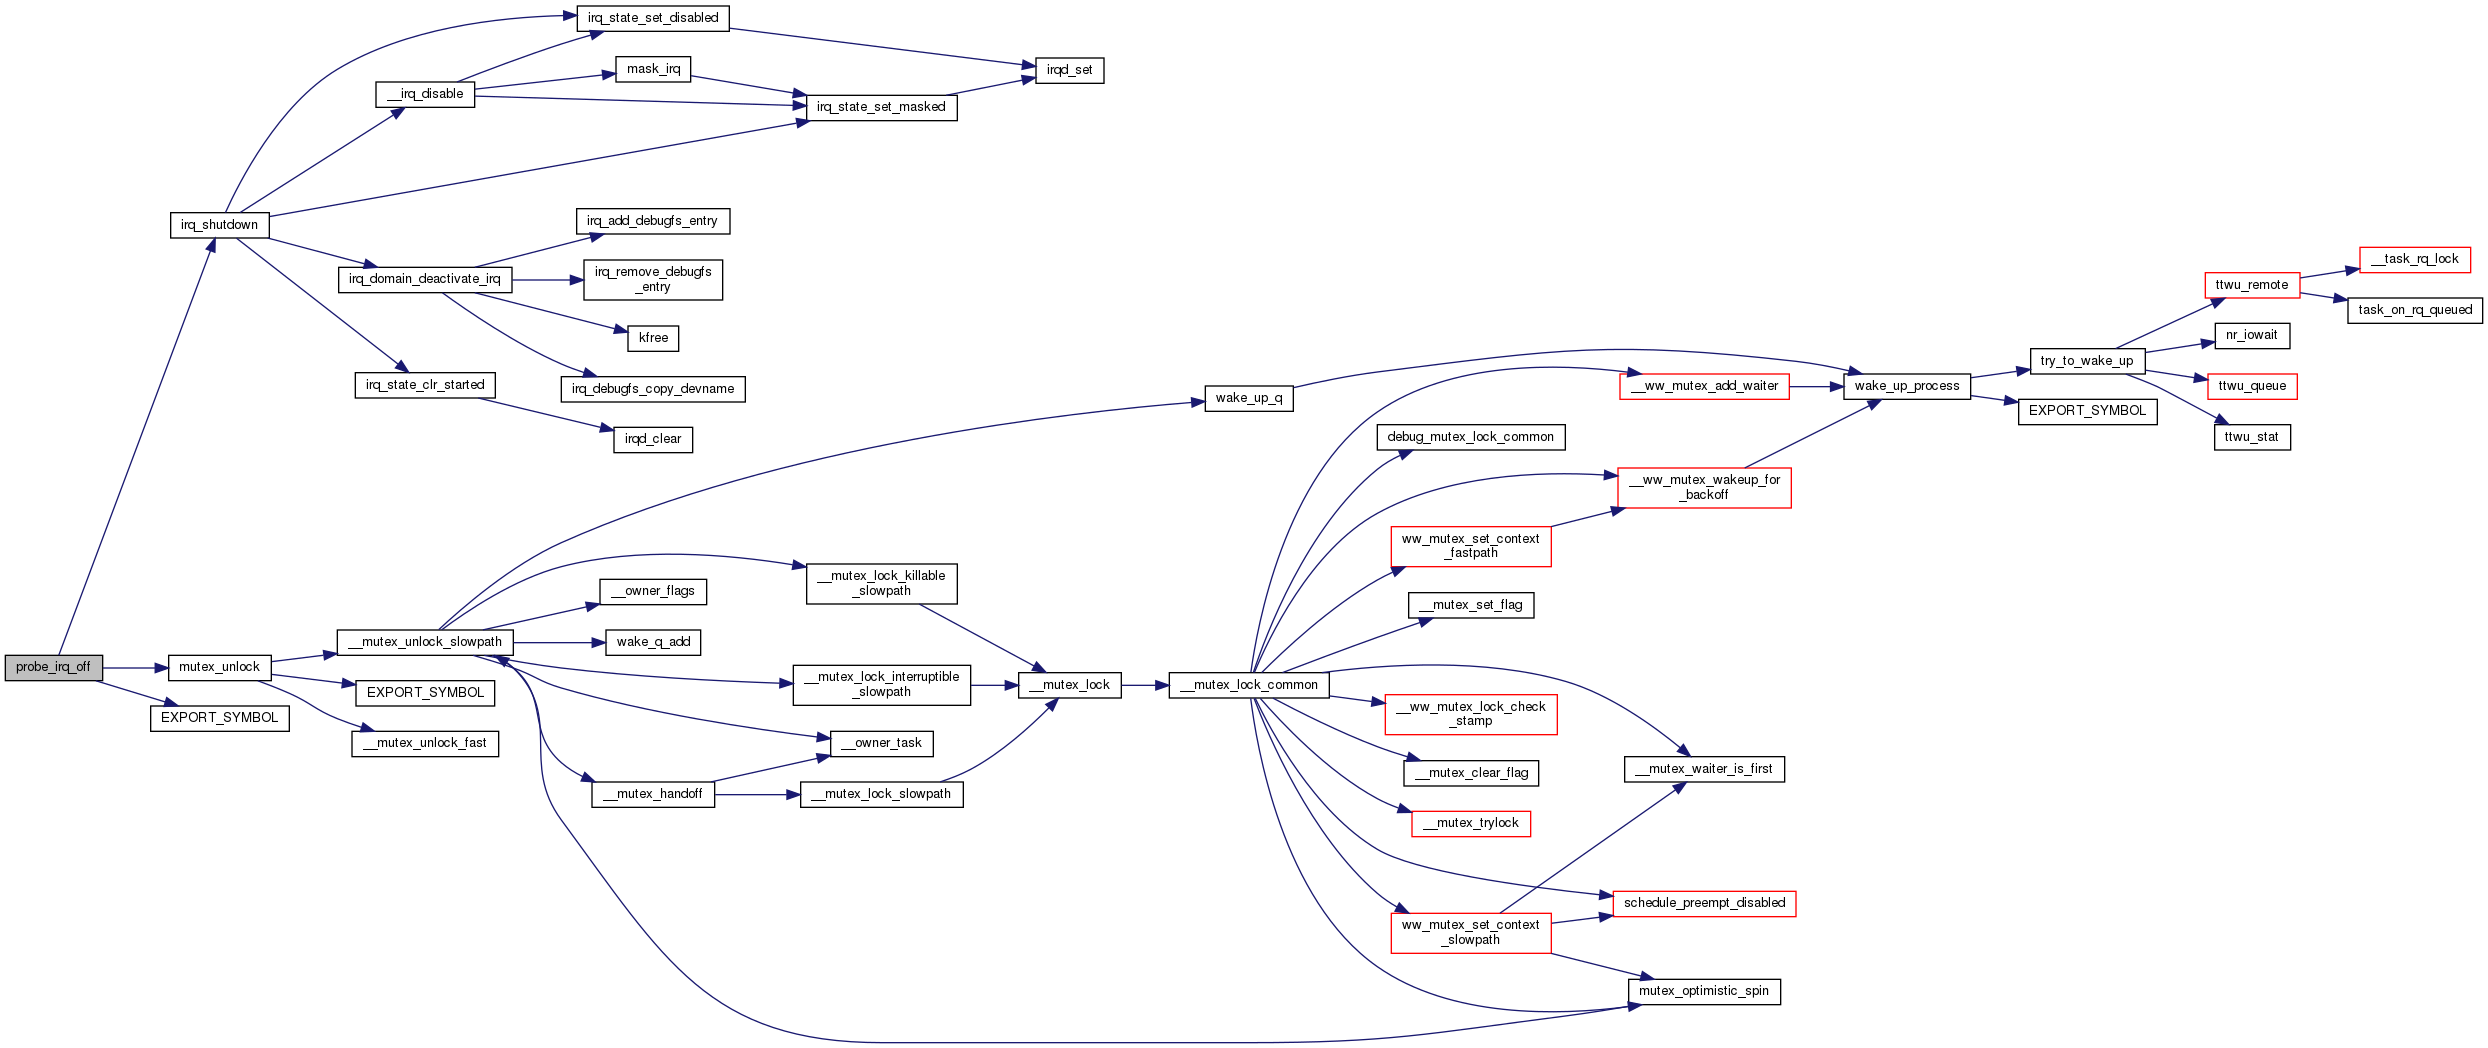 irq_state_set_disabled
mask_irq
irqd_set
__irq_disable
irq_state_set_masked
irq_shutdown
irq_add_debugfs_entry
irq_domain_deactivate_irq
irq_remove_debugfs
_entry
kfree
irq_state_clr_started
irq_debugfs_copy_devname
irqd_clear
__task_rq_lock
ttwu_remote
task_on_rq_queued
nr_iowait
try_to_wake_up
ttwu_queue
wake_up_process
EXPORT_SYMBOL
ttwu_stat
wake_up_q
__ww_mutex_add_waiter
debug_mutex_lock_common
__ww_mutex_wakeup_for
_backoff
ww_mutex_set_context
_fastpath
__mutex_lock_killable
_slowpath
__owner_flags
__mutex_set_flag
__mutex_unlock_slowpath
wake_q_add
probe_irq_off
mutex_unlock
__mutex_lock_interruptible
_slowpath
__mutex_lock
__mutex_lock_common
EXPORT_SYMBOL
__ww_mutex_lock_check
_stamp
EXPORT_SYMBOL
__mutex_unlock_fast
__owner_task
__mutex_waiter_is_first
__mutex_clear_flag
__mutex_handoff
__mutex_lock_slowpath
__mutex_trylock
schedule_preempt_disabled
ww_mutex_set_context
_slowpath
mutex_optimistic_spin